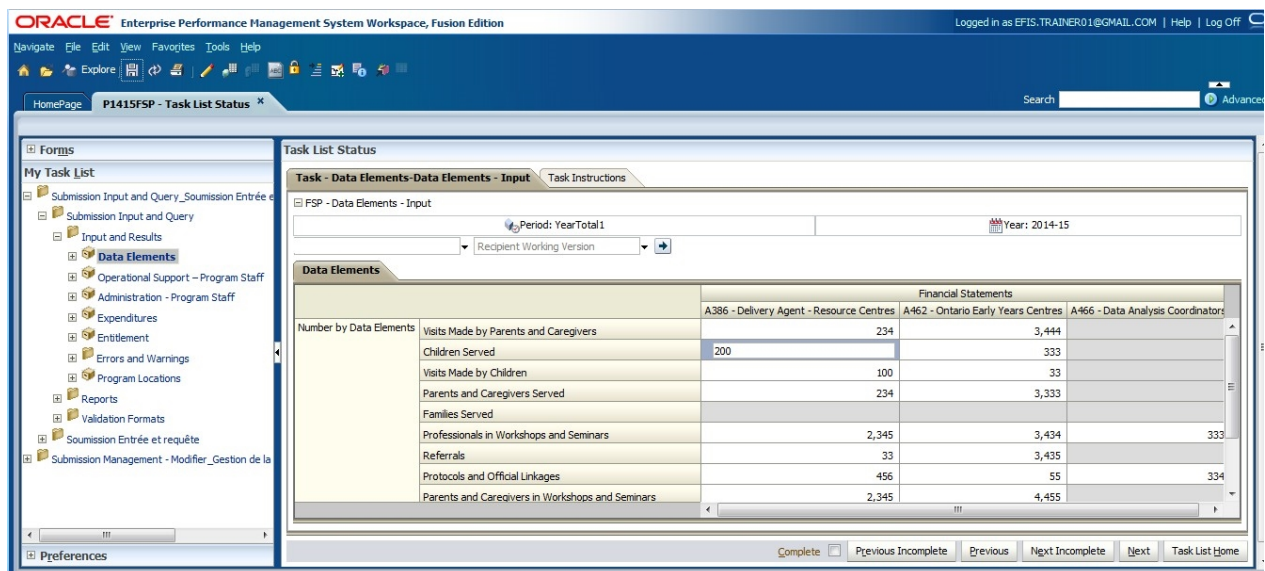 ORACLE Enterprise Performance Management System Workspace, Fusion Edition
Logged in as EFIS.TRAINER01@GMAIL.COM | Help | Log Off
Navigate File Edit View Favorites Tools Help
Explore
HomePage P1415FSP - Task List Status × Search Advanced
Forms
My Task List
Submission Input and Query_Soumission Entrée e
Submission Input and Query
Input and Results
Data Elements
Operational Support – Program Staff
Administration - Program Staff
Expenditures
Entitlement
Errors and Warnings
Program Locations
Reports
Validation Formats
Soumission Entrée et requête
Submission Management - Modifier_Gestion de la
Preferences
Task List Status
Task - Data Elements-Data Elements - Input Task Instructions
FSP - Data Elements - Input
Period: YearTotal1 Year: 2014-15
Recipient Working Version
Data Elements
Financial Statements
A386 - Delivery Agent - Resource Centres A462 - Ontario Early Years Centres A466 - Data Analysis Coordinators
Number by Data Elements Visits Made by Parents and Caregivers 234 3,444
Children Served 200 333
Visits Made by Children 100 33
Parents and Caregivers Served 234 3,333
Families Served
Professionals in Workshops and Seminars 2,345 3,434 333
Referrals 33 3,435
Protocols and Official Linkages 456 55 334
Parents and Caregivers in Workshops and Seminars 2,345 4,455
Complete Previous Incomplete Previous Next Incomplete Next Task List Home